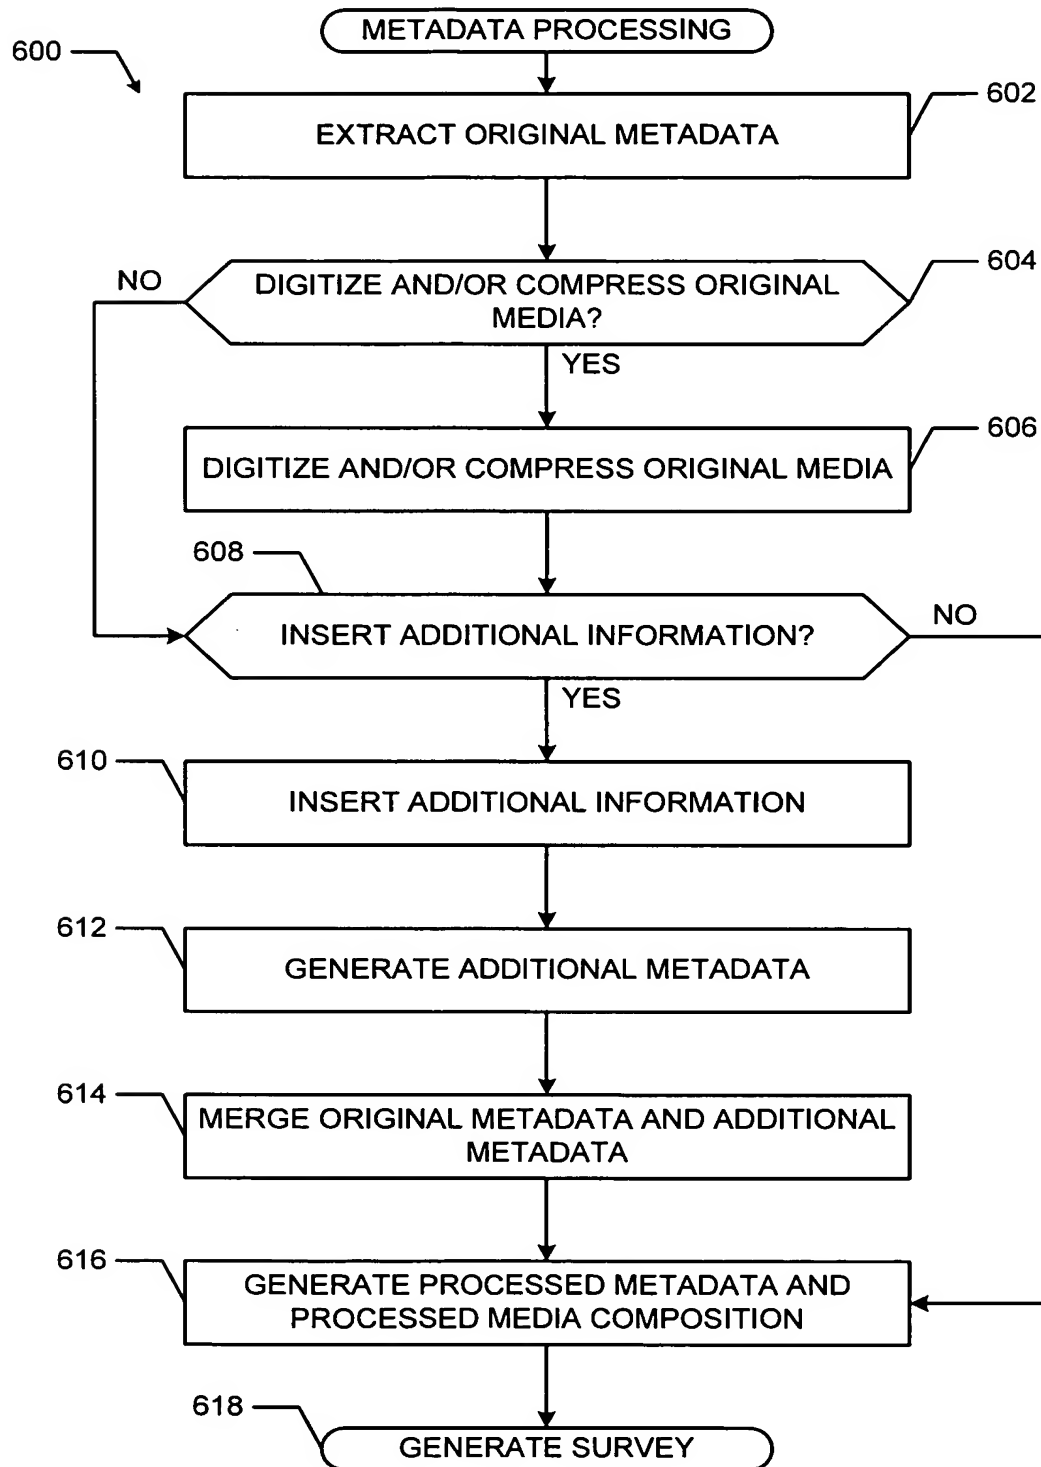 METADATA PROCESSING
600
602
EXTRACT ORIGINAL METADATA
604
NO
DIGITIZE AND/OR COMPRESS ORIGINAL
MEDIA?
YES
606
DIGITIZE AND/OR COMPRESS ORIGINAL MEDIA
608
NO
INSERT ADDITIONAL INFORMATION?
YES
610
INSERT ADDITIONAL INFORMATION
612
GENERATE ADDITIONAL METADATA
614
MERGE ORIGINAL METADATA AND ADDITIONAL
METADATA
616
GENERATE PROCESSED METADATA AND
PROCESSED MEDIA COMPOSITION
618
GENERATE SURVEY